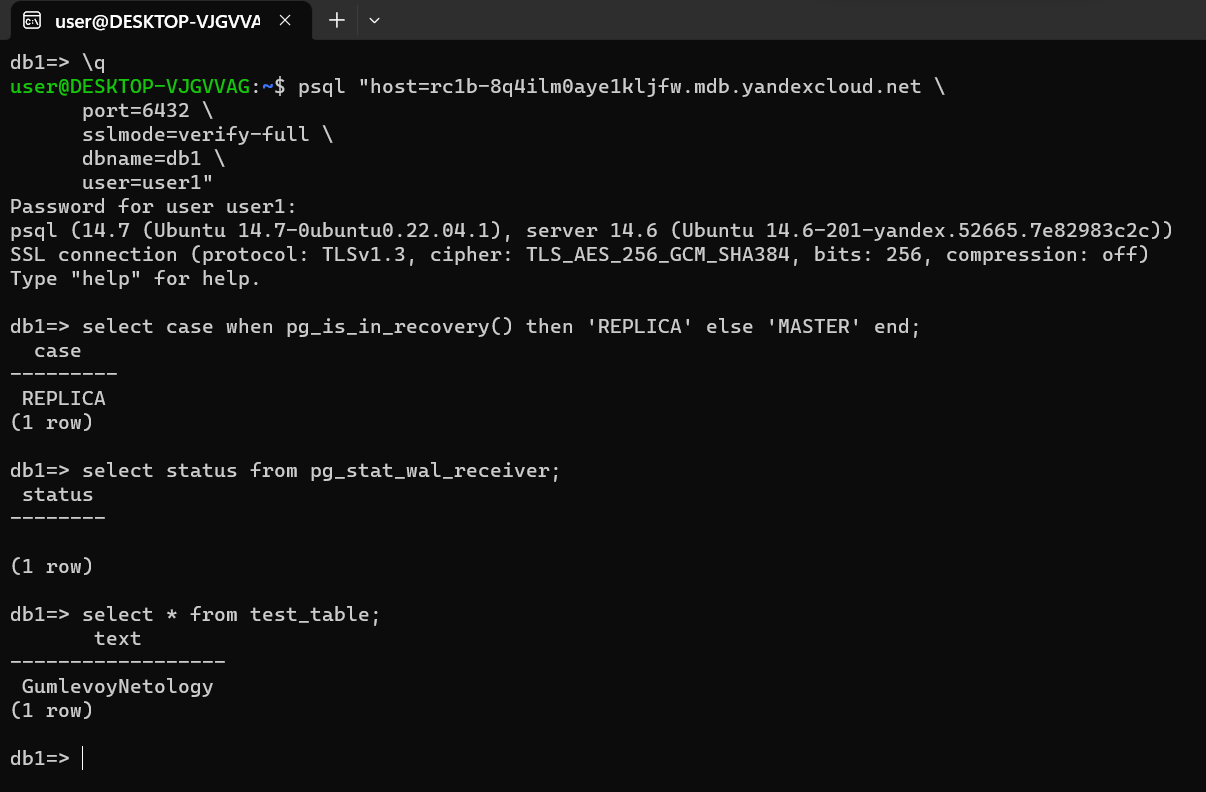 user@DESKTOP-VJGVVA
db1=> \q
user@DESKTOP-VJGVVAG:~$ psql "host=rc1b-8q4ilm0aye1kljfw.mdb.yandexcloud.net \
      port=6432 \
      sslmode=verify-full \
      dbname=db1 \
      user=user1"
Password for user user1:
psql (14.7 (Ubuntu 14.7-0ubuntu0.22.04.1), server 14.6 (Ubuntu 14.6-201-yandex.52665.7e82983c2c))
SSL connection (protocol: TLSv1.3, cipher: TLS_AES_256_GCM_SHA384, bits: 256, compression: off)
Type "help" for help.

db1=> select case when pg_is_in_recovery() then 'REPLICA' else 'MASTER' end;
  case
---------
 REPLICA
(1 row)

db1=> select status from pg_stat_wal_receiver;
 status
--------

(1 row)

db1=> select * from test_table;
       text
------------------
 GumlevoyNetology
(1 row)

db1=>